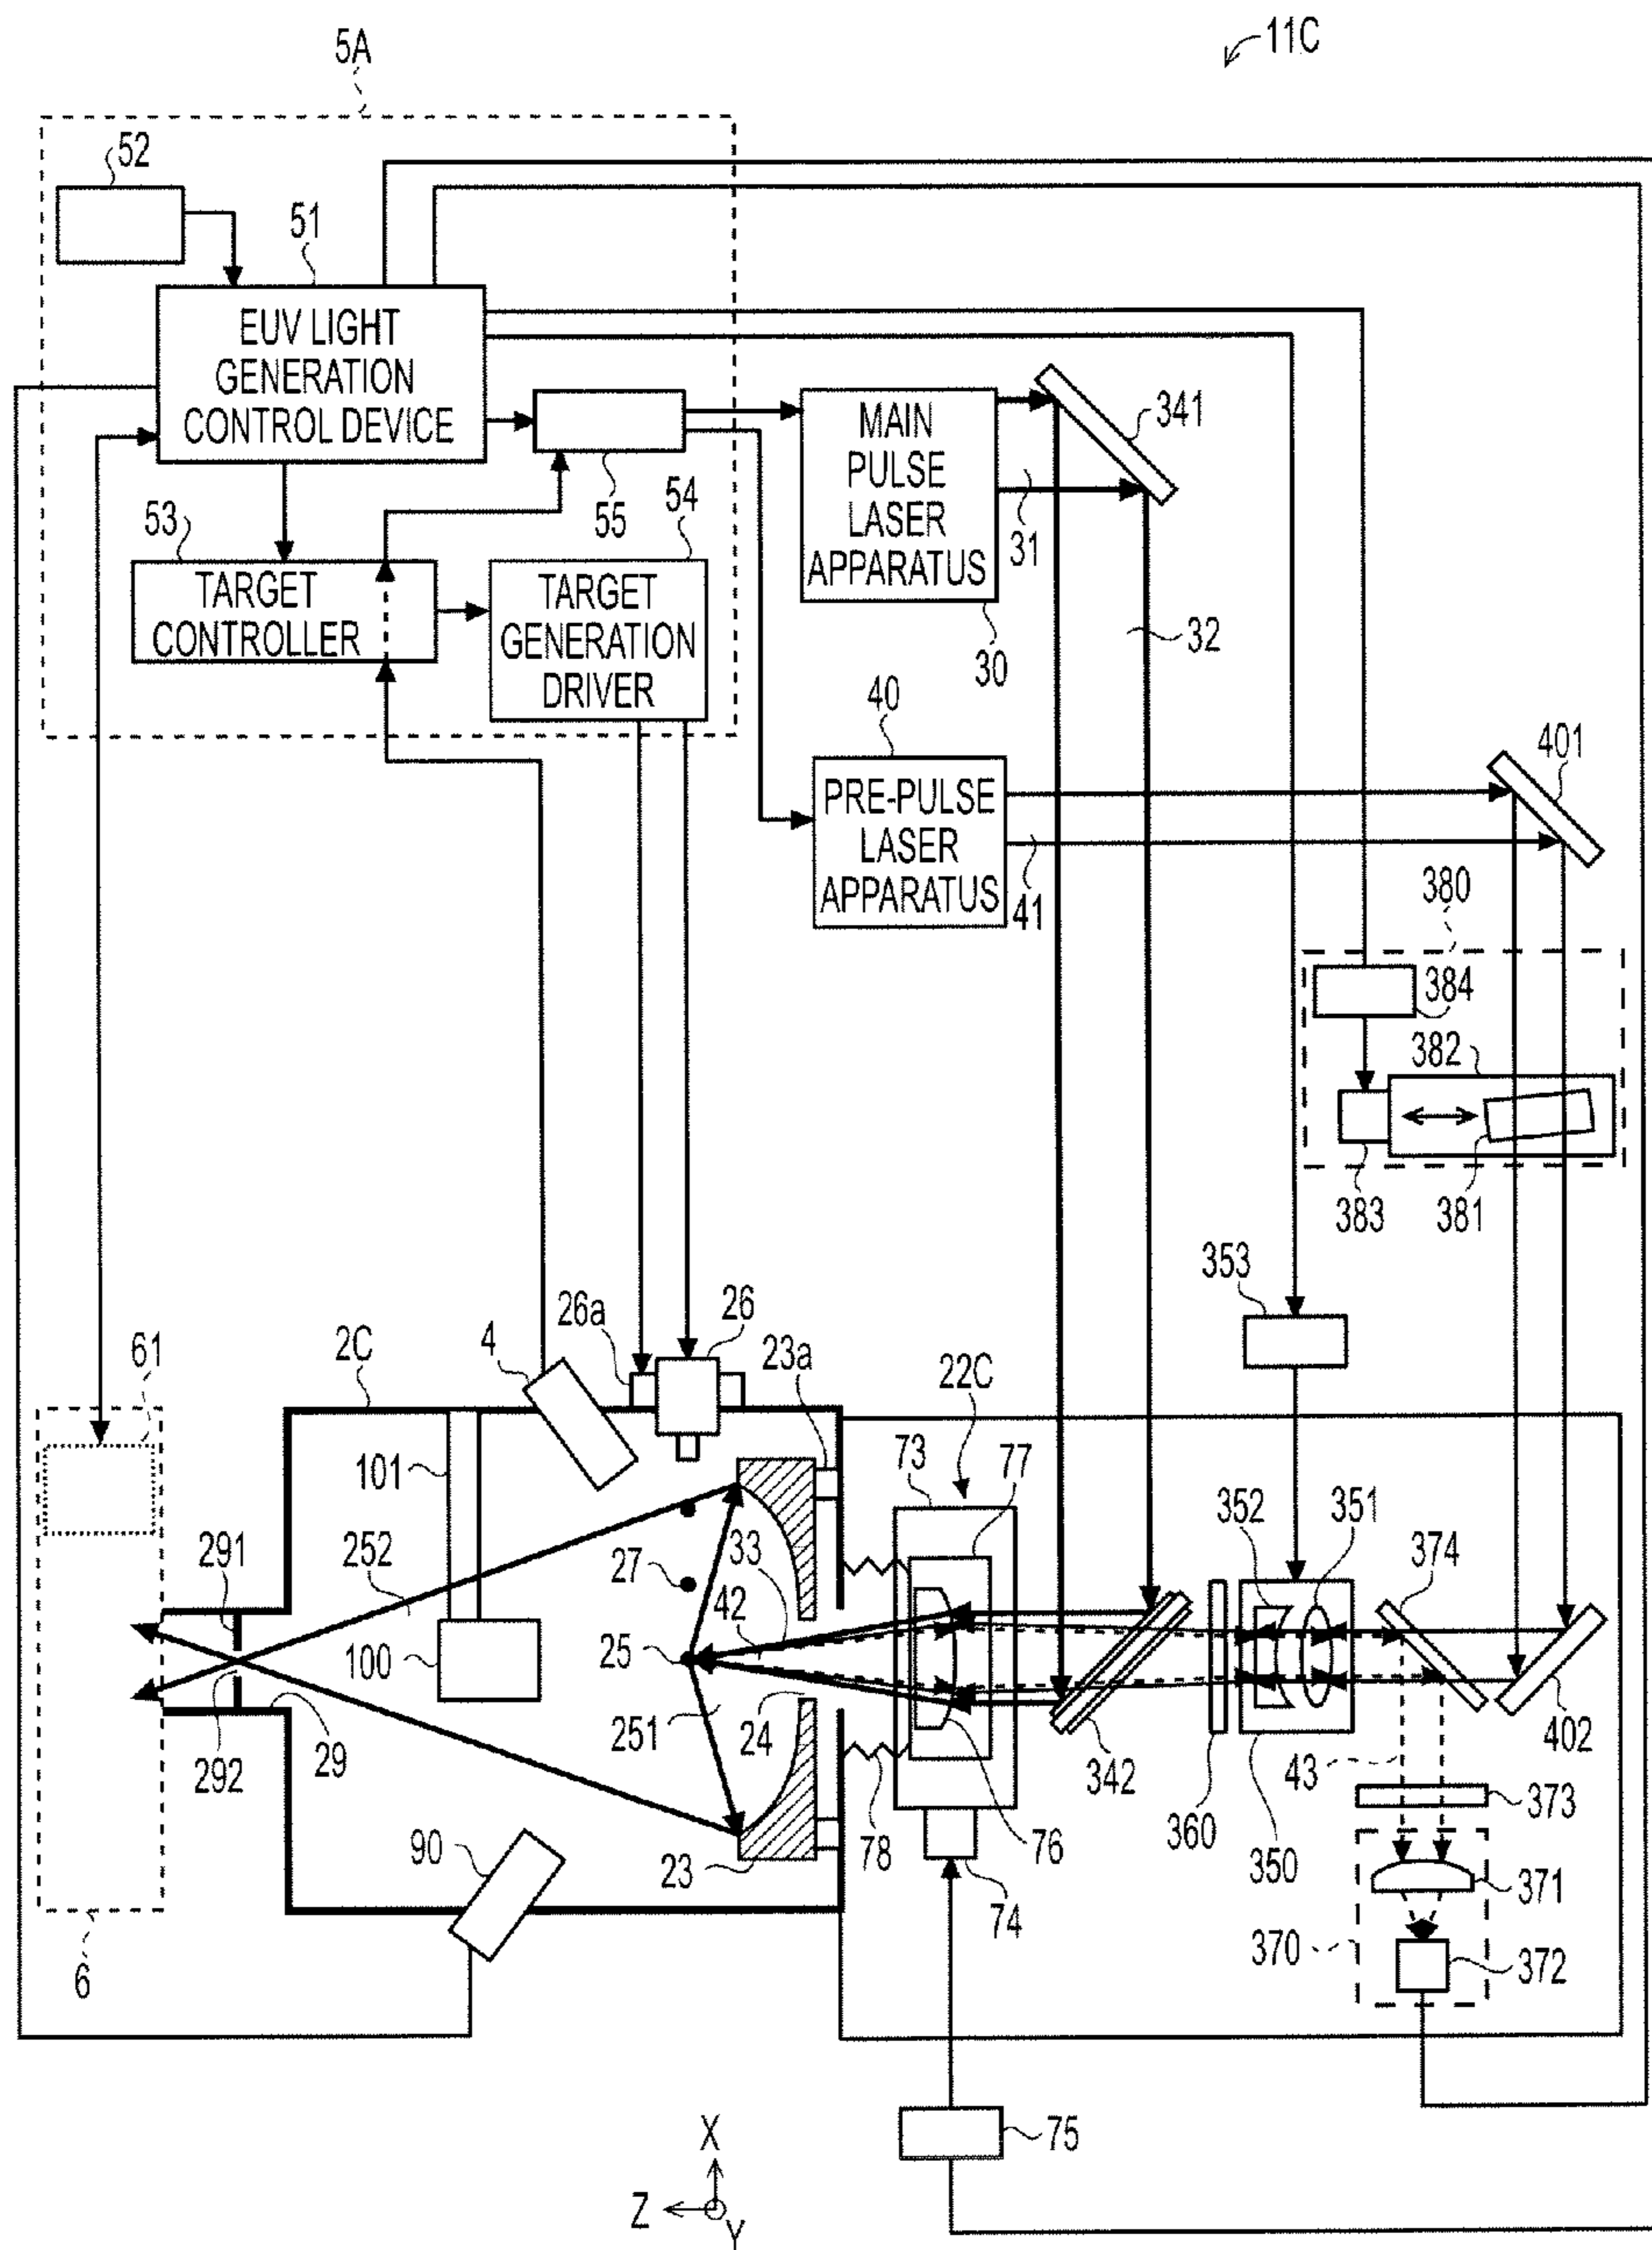 11C
5A
52
51
EUV LIGHT
GENERATION
CONTROL DEVICE
MAIN
PULSE
LASER
APPARATUS
341
31
55
54
53
TARGET
CONTROLLER
TARGET
GENERATION
DRIVER
30
32
40
PRE-PULSE
LASER
APPARATUS
41
401
380
384
382
383
381
353
26a
26
4
23a
2C
61
22C
73
77
101
352
351
374
291
252
27
33
42
25
100
251
24
292
29
342
402
43
373
360
350
76
78
90
23
74
371
370
372
6
75
X
Z
Y